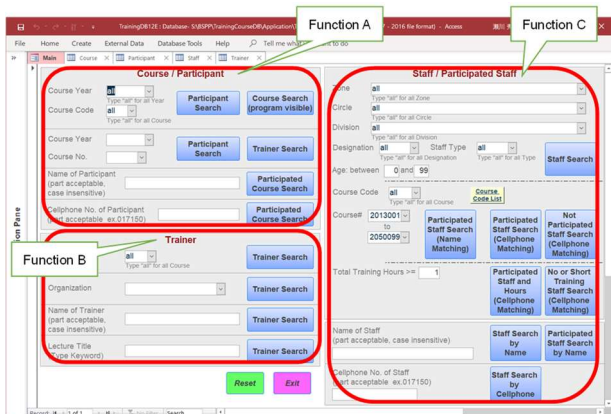 Function A
Function C
TrainingDB12E : Database- S:\BSPP\TrainingCourseDB\Application\T
- 2016 file format) - Access
File Home Create External Data Database Tools Help Tell me what
to do
Main Course Participant Staff Trainer
Course / Participant
Course Year all
Type "all" for all Year
Course Code all
Type "all" for all Course
Participant Search
Course Search (program visible)
Course Year
Course No.
Participant Search
Trainer Search
Name of Participant
(part acceptable,
case insensitive)
Participated Course Search
Cellphone No. of Participant
(part acceptable ex.017150)
Participated Course Search
Function B
Trainer
all
Type "all" for all Course
Trainer Search
Organization
Trainer Search
Name of Trainer
(part acceptable,
case insensitive)
Trainer Search
Lecture Title
(Type Keyword)
Trainer Search
Reset
Exit
Staff / Participated Staff
Zone all
Type "all" for all Zone
Circle all
Type "all" for all Circle
Division all
Type "all" for all Division
Designation all Staff Type all
Type "all" for all Designation Type "all" for all Type
Age: between 0 and 99
Staff Search
Course Code all
Type "all" for all Course
Course Code List
Course# 2013001
to
2050099
Participated Staff Search (Name Matching)
Participated Staff Search (Cellphone Matching)
Not Participated Staff Search (Cellphone Matching)
Total Training Hours >= 1
Participated Staff and Hours (Cellphone Matching)
No or Short Training Staff Search (Cellphone Matching)
Name of Staff
(part acceptable, case insensitive)
Staff Search by Name
Participated Staff Search by Name
Cellphone No. of Staff
(part acceptable ex.017150)
Staff Search by Cellphone
Record: 1 of 1 No Filter Search